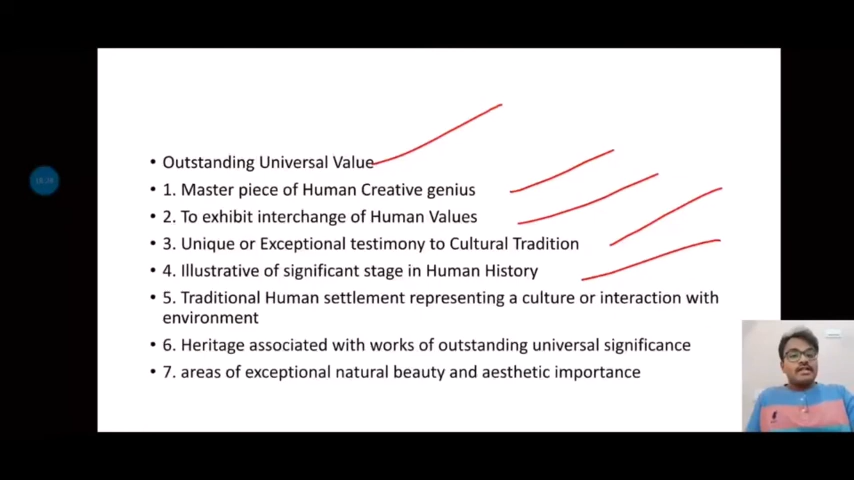 • Outstanding Universal Value
• 1. Master piece of Human Creative genius
• 2. To exhibit interchange of Human Values
• 3. Unique or Exceptional testimony to Cultural Tradition
• 4. Illustrative of significant stage in Human History
• 5. Traditional Human settlement representing a culture or interaction with
environment
• 6. Heritage associated with works of outstanding universal significance
• 7. areas of exceptional natural beauty and aesthetic importance